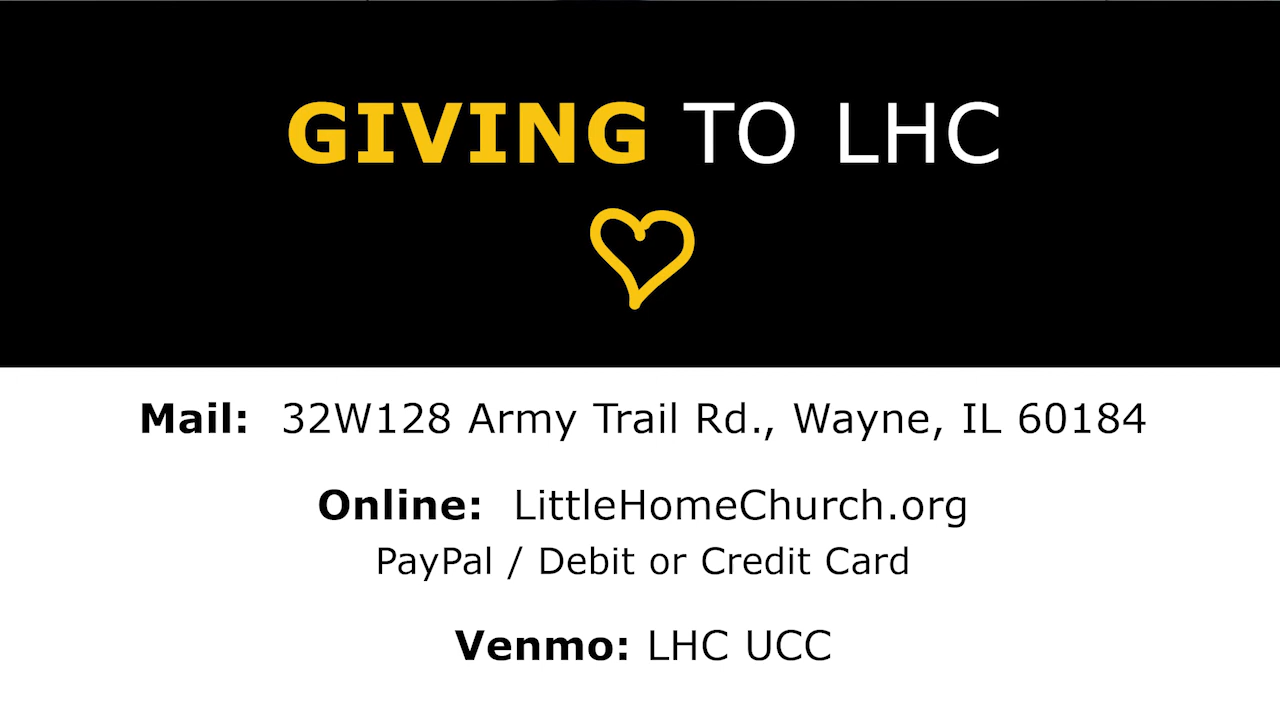 GIVING TO LHC
Mail: 32W128 Army Trail Rd., Wayne, IL 60184
Online: LittleHomeChurch.org
PayPal / Debit or Credit Card
Venmo: LHC UCC